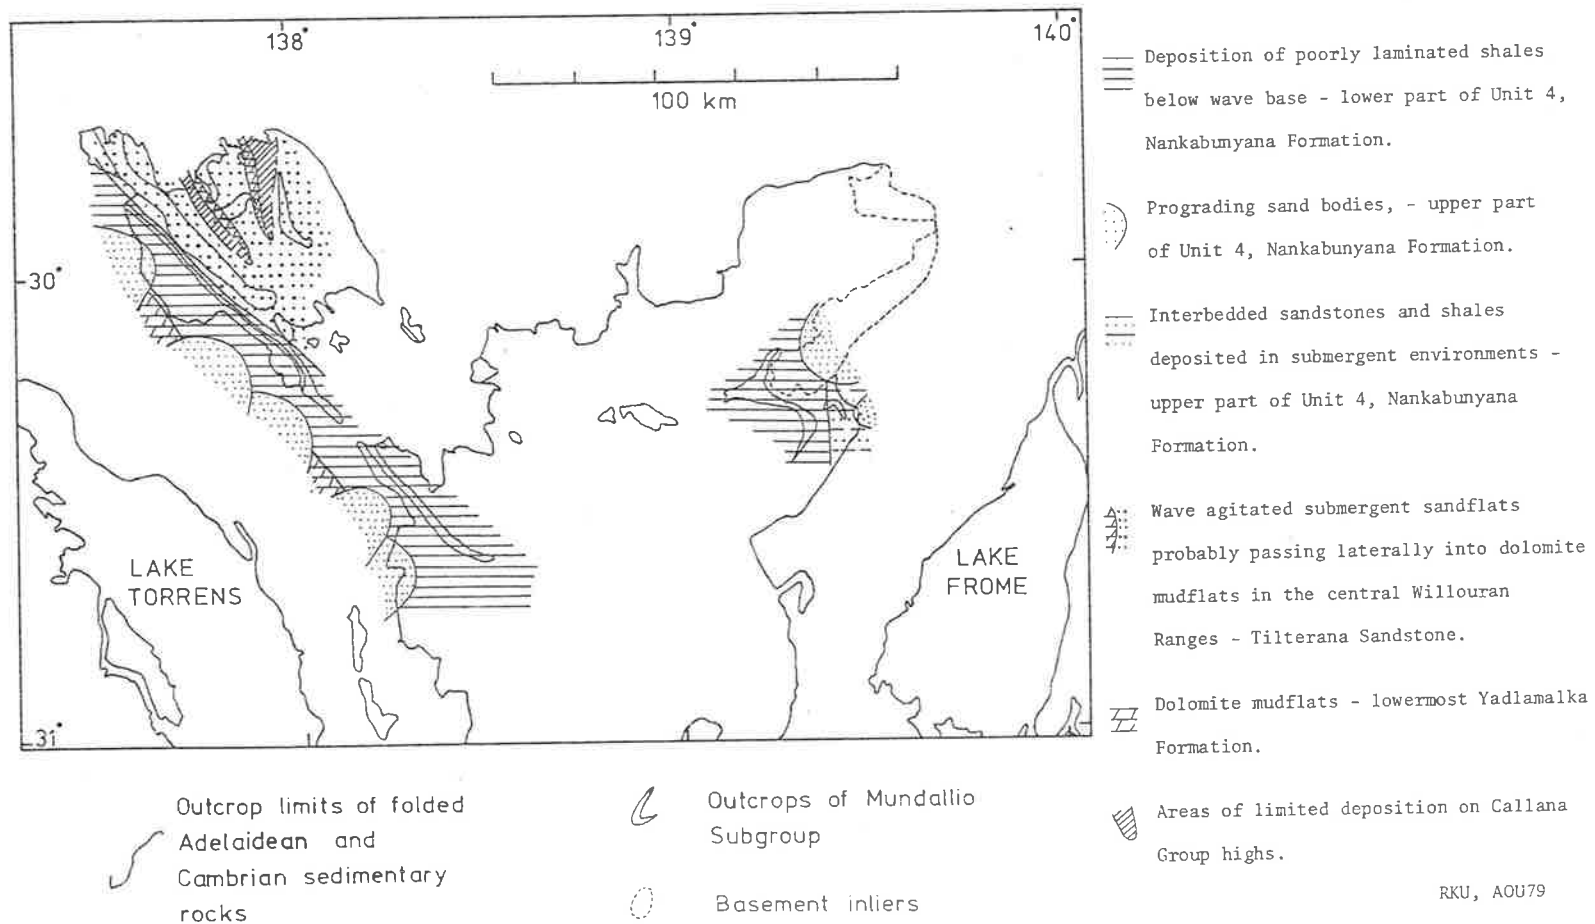 138°
139°
140°
100 km
30°
31°
LAKE
TORRENS
LAKE
FROME
Deposition of poorly laminated shales
below wave base - lower part of Unit 4,
Nankabunyana Formation.
Prograding sand bodies, - upper part
of Unit 4, Nankabunyana Formation.
Interbedded sandstones and shales
deposited in submergent environments -
upper part of Unit 4, Nankabunyana
Formation.
Wave agitated submergent sandflats
probably passing laterally into dolomite
mudflats in the central Willouran
Ranges - Tilterana Sandstone.
Dolomite mudflats - lowermost Yadlamalka
Formation.
Areas of limited deposition on Callana
Group highs.
Outcrop limits of folded
Adelaidean and
Cambrian sedimentary
rocks
Outcrops of Mundallio
Subgroup
Basement inliers
RKU, AOU79